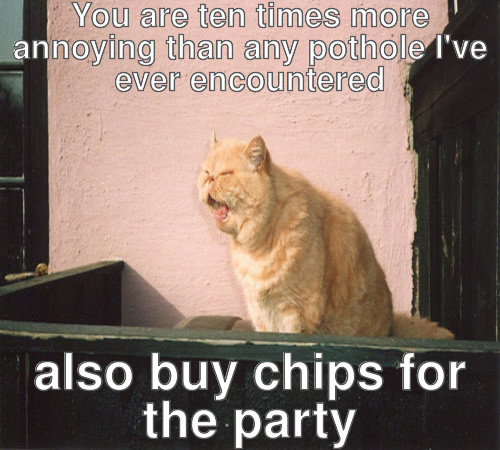 You are ten times more
annoying than any pothole I've
ever encountered
also buy chips for
the party